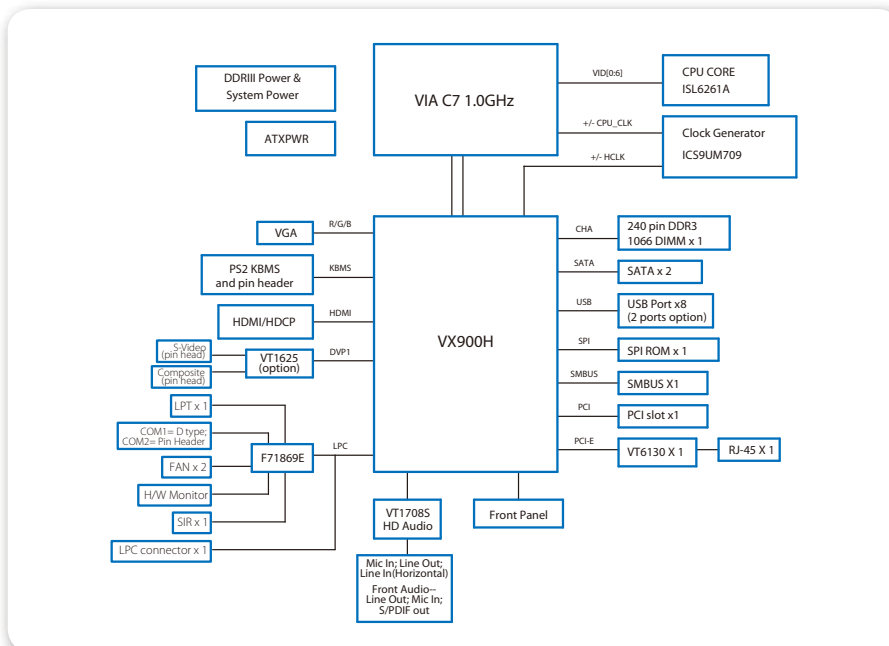 DDRIII Power &
System Power
ATXPWR
VIA C7 1.0GHz
VID[0:6]
CPU CORE
ISL6261A
+/- CPU_CLK
+/- HCLK
Clock Generator
ICS9UM709
VGA
R/G/B
PS2 KBMS
and pin header
KBMS
HDMI/HDCP
HDMI
S-Video
(pin head)
Composite
(pin head)
VT1625
(option)
DVP1
LPT x 1
COM1= D type;
COM2= Pin Header
FAN x 2
H/W Monitor
SIR x 1
LPC connector x 1
F71869E
LPC
VX900H
CHA
240 pin DDR3
1066 DIMM x 1
SATA
SATA x 2
USB
USB Port x8
(2 ports option)
SPI
SPI ROM x 1
SMBUS
SMBUS X1
PCI
PCI slot x1
PCI-E
VT6130 X 1
RJ-45 X 1
VT1708S
HD Audio
Front Panel
Mic In; Line Out;
Line In(Horizontal)
Front Audio--
Line Out; Mic In;
S/PDIF out